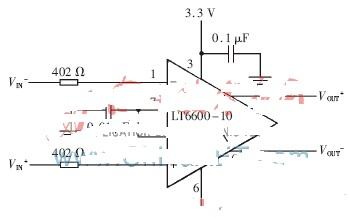 3.3 V
0.1 μF
402 Ω
1
3
V_IN⁻
V_OUT⁺
LT6600-10
402 Ω
V_OUT⁻
V_IN⁺
6